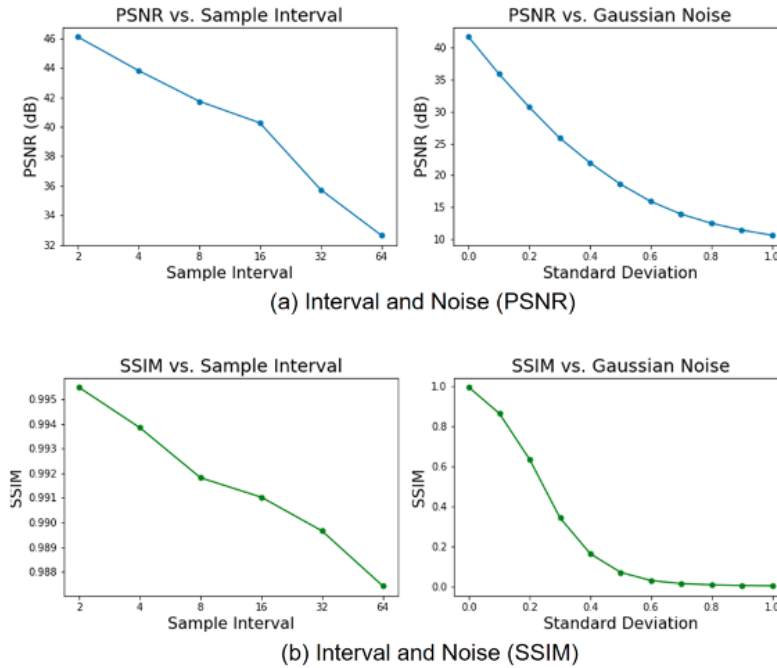 PSNR vs. Sample Interval
PSNR (dB)
46
44
42
40
38
36
34
32
2 4 8 16 32 64
Sample Interval
PSNR vs. Gaussian Noise
PSNR (dB)
40
35
30
25
20
15
10
0.0 0.2 0.4 0.6 0.8 1.0
Standard Deviation
(a) Interval and Noise (PSNR)
SSIM vs. Sample Interval
SSIM
0.995
0.994
0.993
0.992
0.991
0.990
0.989
0.988
2 4 8 16 32 64
Sample Interval
SSIM vs. Gaussian Noise
SSIM
1.0
0.8
0.6
0.4
0.2
0.0
0.0 0.2 0.4 0.6 0.8 1.0
Standard Deviation
(b) Interval and Noise (SSIM)